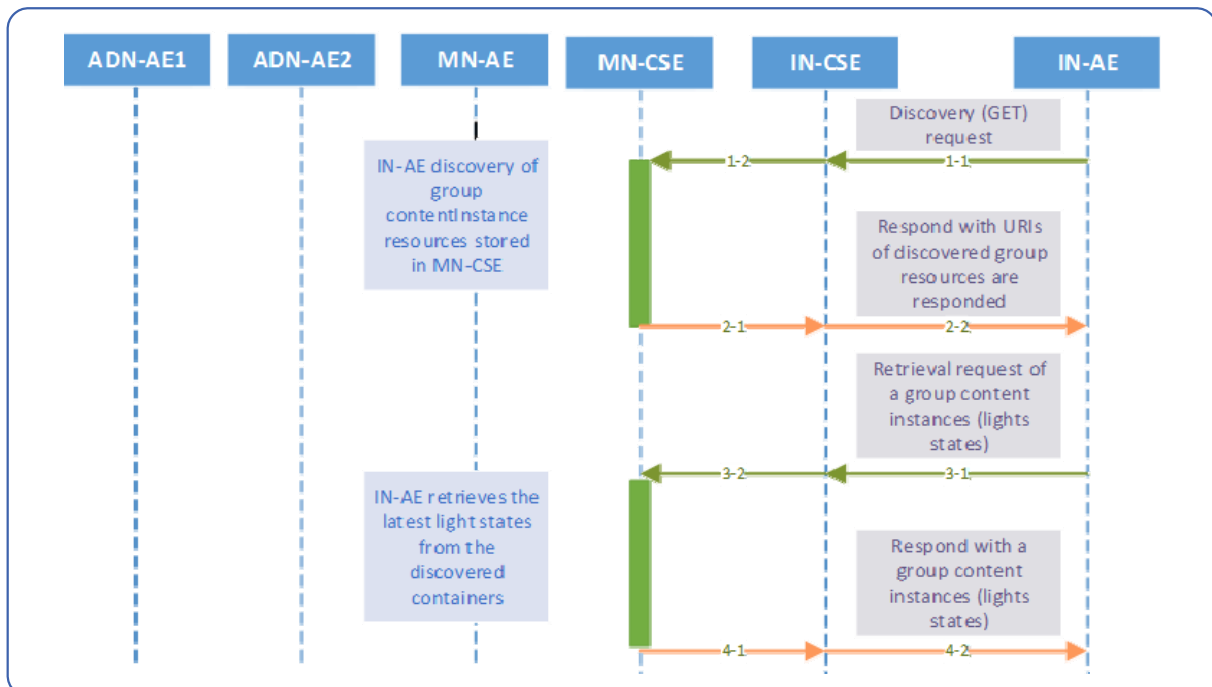 ADN-AE1
ADN-AE2
MN-AE
MN-CSE
IN-CSE
IN-AE
Discovery (GET)
request
1-2
1-1
IN-AE discovery of
group
contentInstance
resources stored
in MN-CSE
Respond with URIs
of discovered group
resources are
responded
2-1
2-2
Retrieval request of
a group content
instances (lights
states)
3-2
3-1
IN-AE retrieves the
latest light states
from the
discovered
containers
Respond with a
group content
instances (lights
states)
4-1
4-2